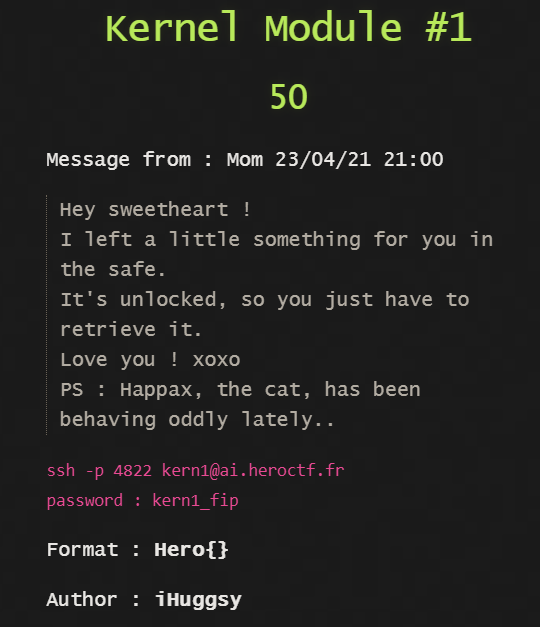 Kernel Module #1
50
Message from : Mom 23/04/21 21:00
Hey sweetheart !
I left a little something for you in
the safe.
It's unlocked, so you just have to
retrieve it.
Love you ! xoxo
PS : Happax, the cat, has been
behaving oddly lately..
ssh -p 4822 kern1@ai.heroctf.fr
password : kern1_fip
Format : Hero{}
Author : iHuggsy